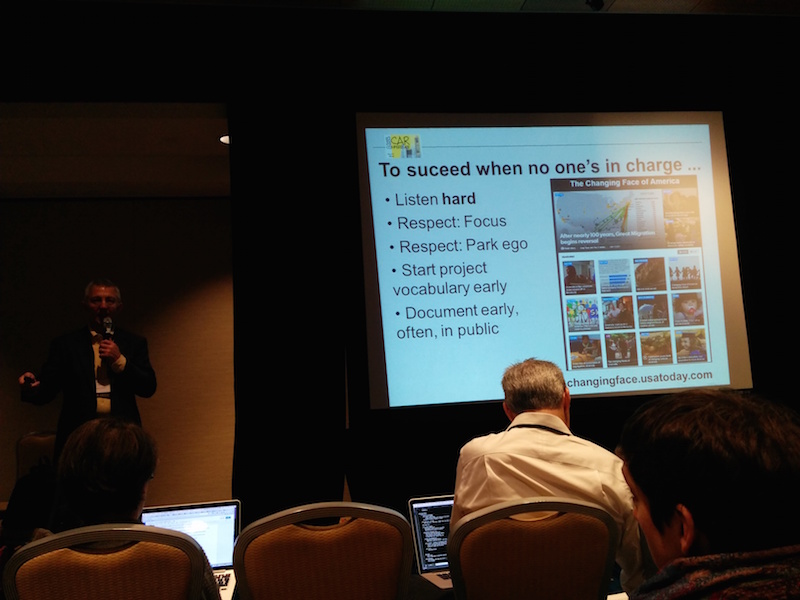 CAR
To suceed when no one's in charge ...
• Listen hard
• Respect: Focus
• Respect: Park ego
• Start project
vocabulary early
• Document early,
often, in public
The Changing Face of America
After nearly 100 years, Great Migration
begins reversal
changingface.usatoday.com